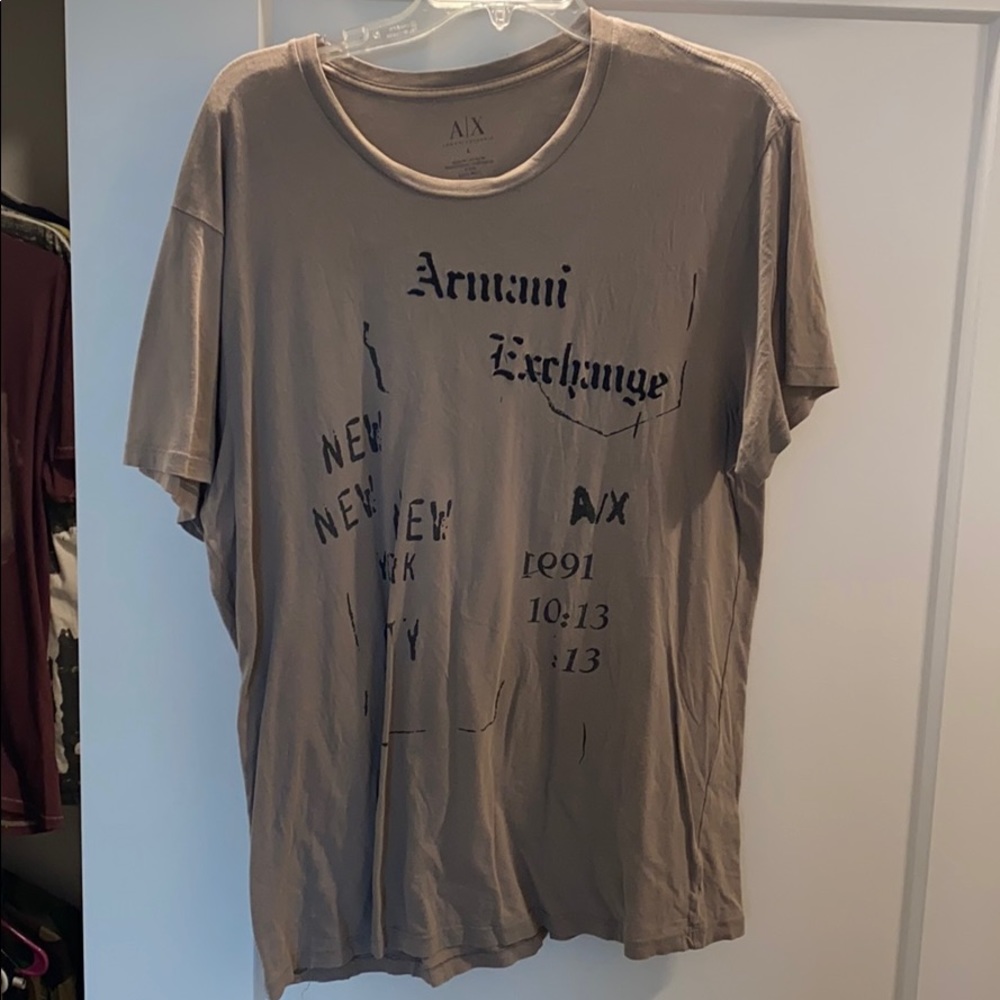 A|X
Armani
Exchange
NEW
NEW NEW
A/X
1991
10:13
:13